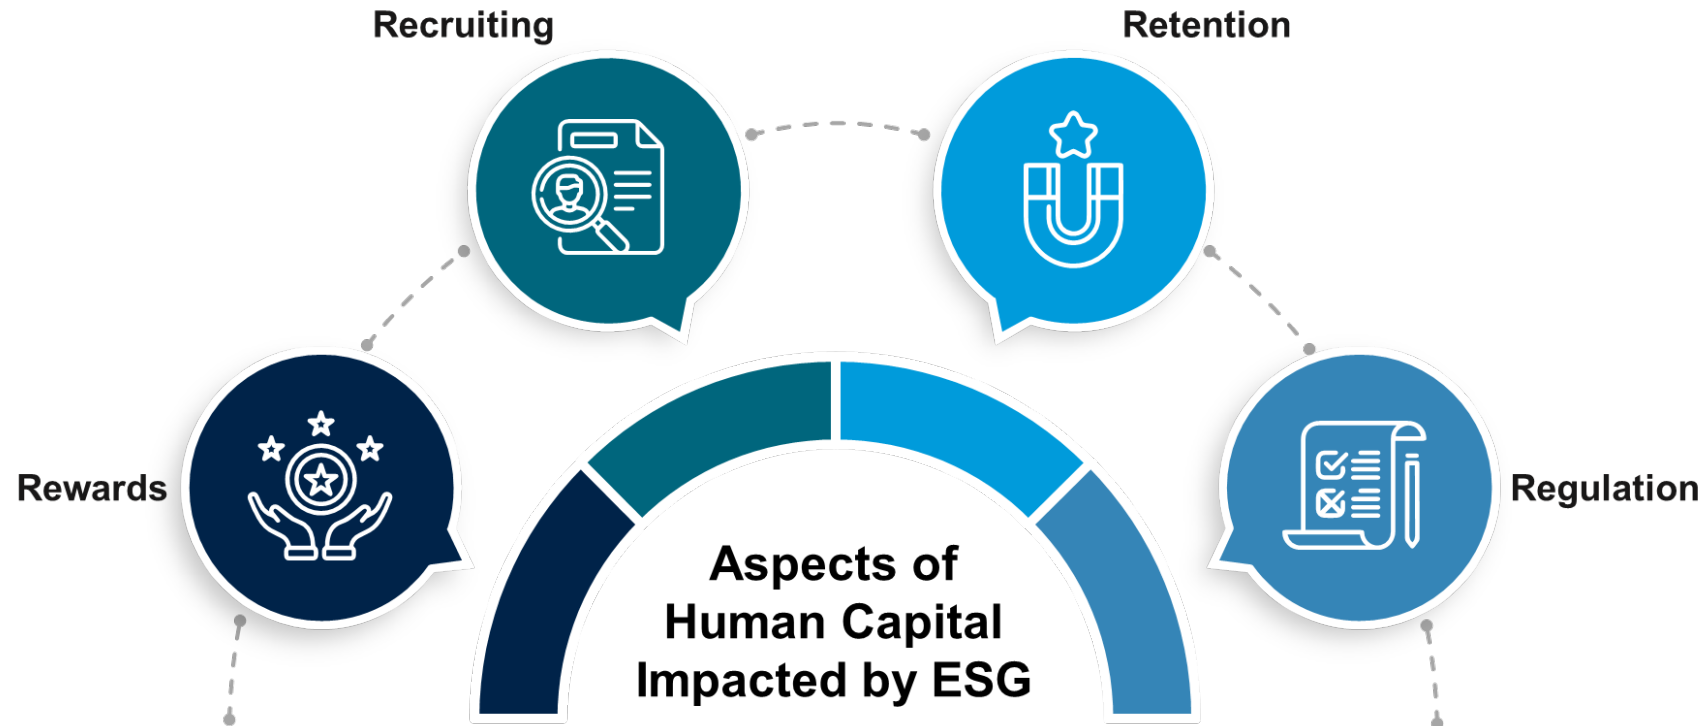 Recruiting
Retention
Rewards
Regulation
Aspects of
Human Capital
Impacted by ESG